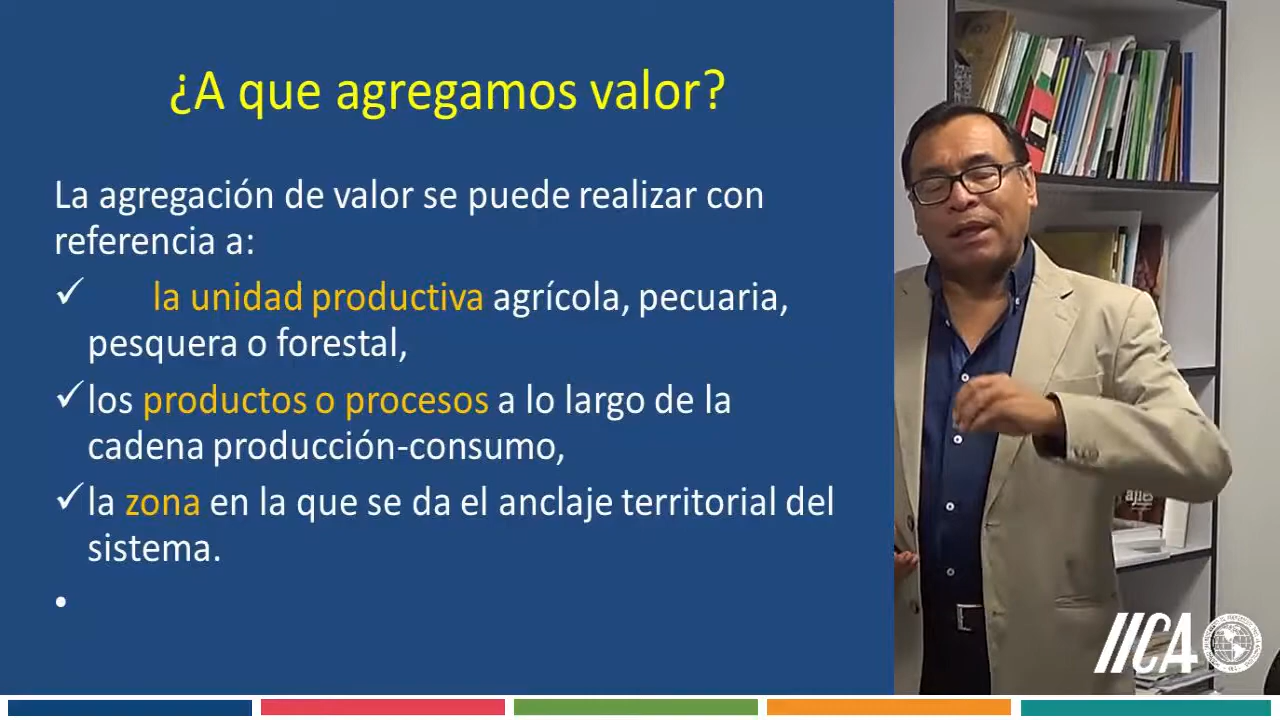 ¿A que agregamos valor?
La agregación de valor se puede realizar con
referencia a:
✓ la unidad productiva agrícola, pecuaria,
pesquera o forestal,
✓ los productos o procesos a lo largo de la
cadena producción-consumo,
✓ la zona en la que se da el anclaje territorial del
sistema.
•
ajíes
IICA